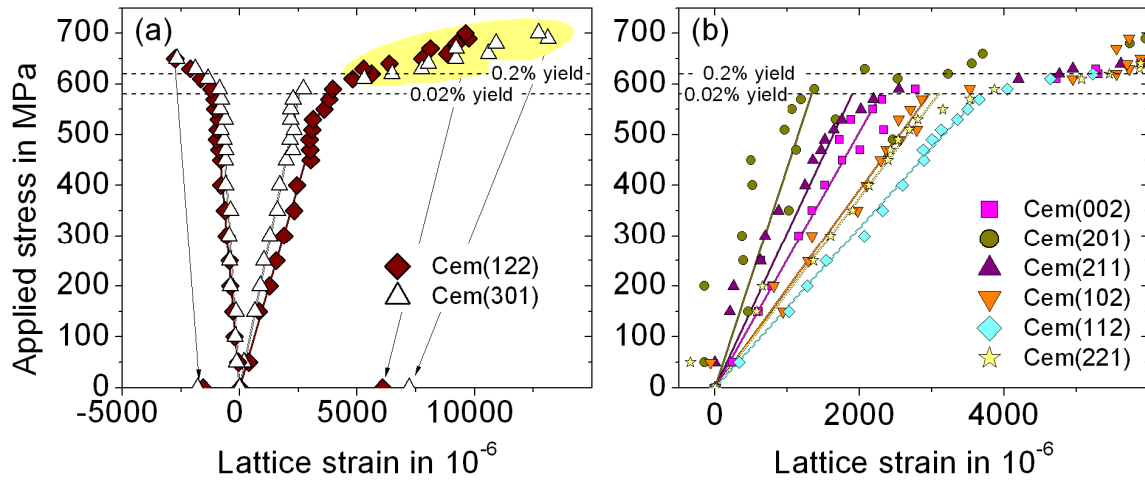 (a)
(b)
700
600
500
400
300
200
100
0
Applied stress in MPa
0.2% yield
0.02% yield
Cem(122)
Cem(301)
-5000
0
5000
10000
Lattice strain in 10-6
700
600
500
400
300
200
100
0
0.2% yield
0.02% yield
Cem(002)
Cem(201)
Cem(211)
Cem(102)
Cem(112)
Cem(221)
0
2000
4000
Lattice strain in 10-6